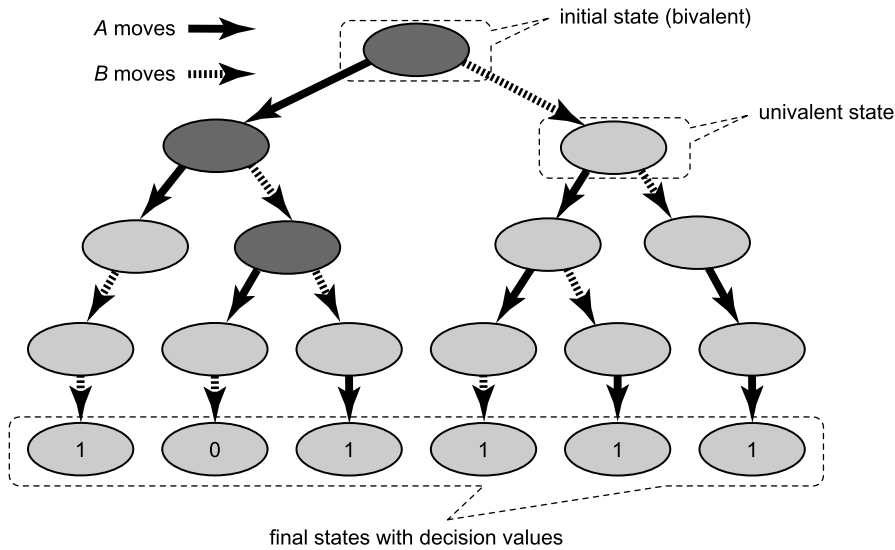 initial state (bivalent)
A moves
B moves
univalent state
1 0 1 1 1 1
final states with decision values